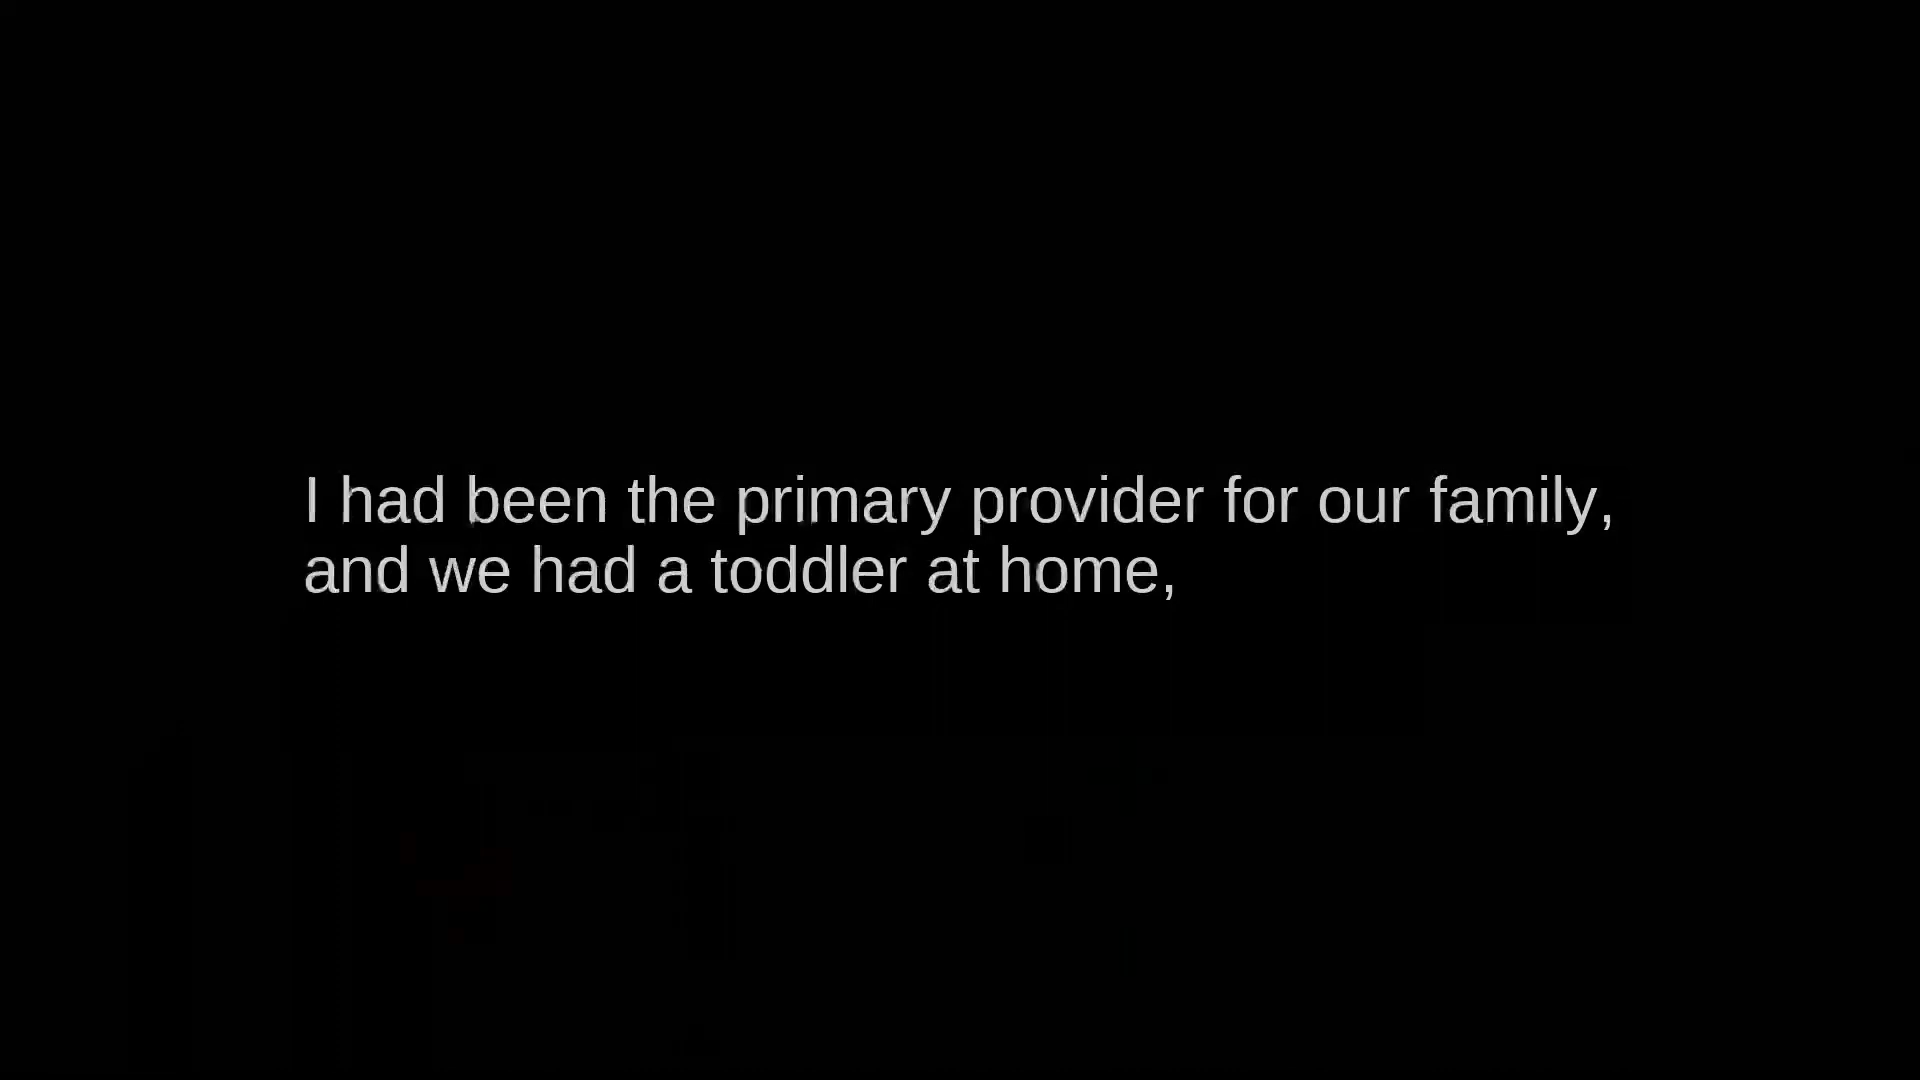 I had been the primary provider for our family,
and we had a toddler at home,